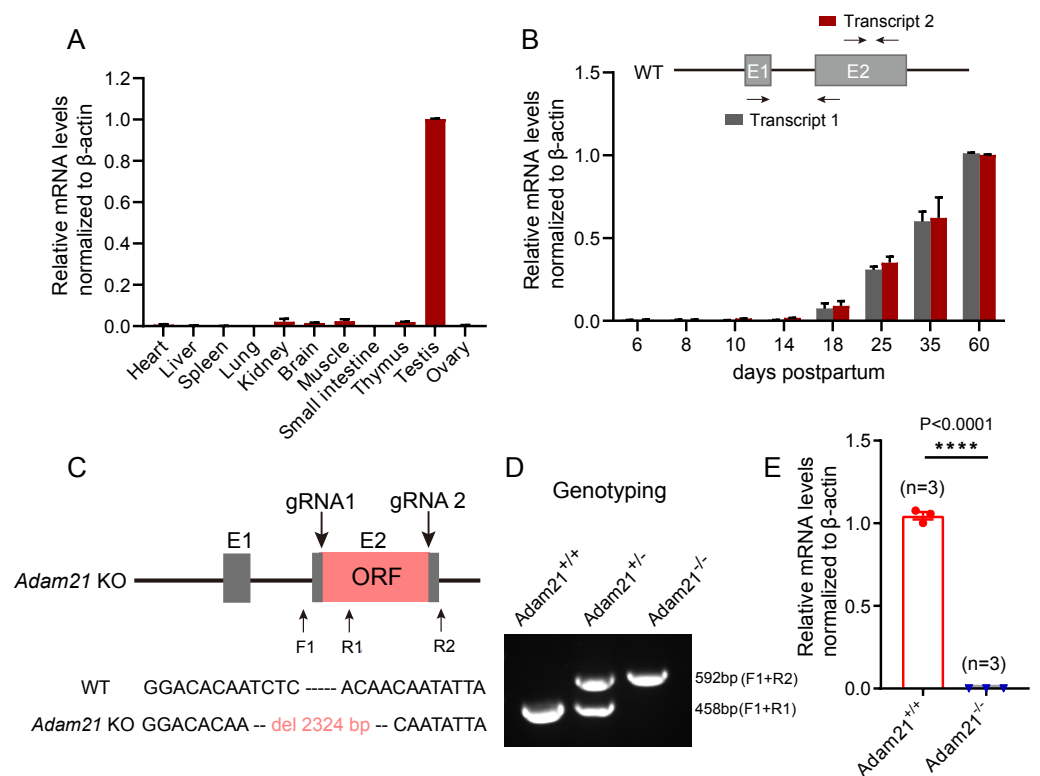 A
Relative mRNA levels
normalized to β-actin
1.2
1.0
0.8
0.6
0.4
0.2
0.0
Heart
Liver
Spleen
Lung
Kidney
Brain
Muscle
Small intestine
Thymus
Testis
Ovary
B
Transcript 2
WT
E1
E2
Transcript 1
Relative mRNA levels
normalized to β-actin
1.5
1.0
0.5
0.0
6 8 10 14 18 25 35 60
days postpartum
C
gRNA1
gRNA 2
E1
E2
Adam21 KO
ORF
F1
R1
R2
WT GGACACAATCTC ----- ACAACAATATTA
Adam21 KO GGACACAA -- del 2324 bp -- CAATATTA
D
Genotyping
Adam21+/+
Adam21+/-
Adam21-/-
592bp (F1+R2)
458bp(F1+R1)
E
Relative mRNA levels
normalized to β-actin
P<0.0001
****
1.5
1.0
0.5
0.0
(n=3)
(n=3)
Adam21+/+
Adam21-/-